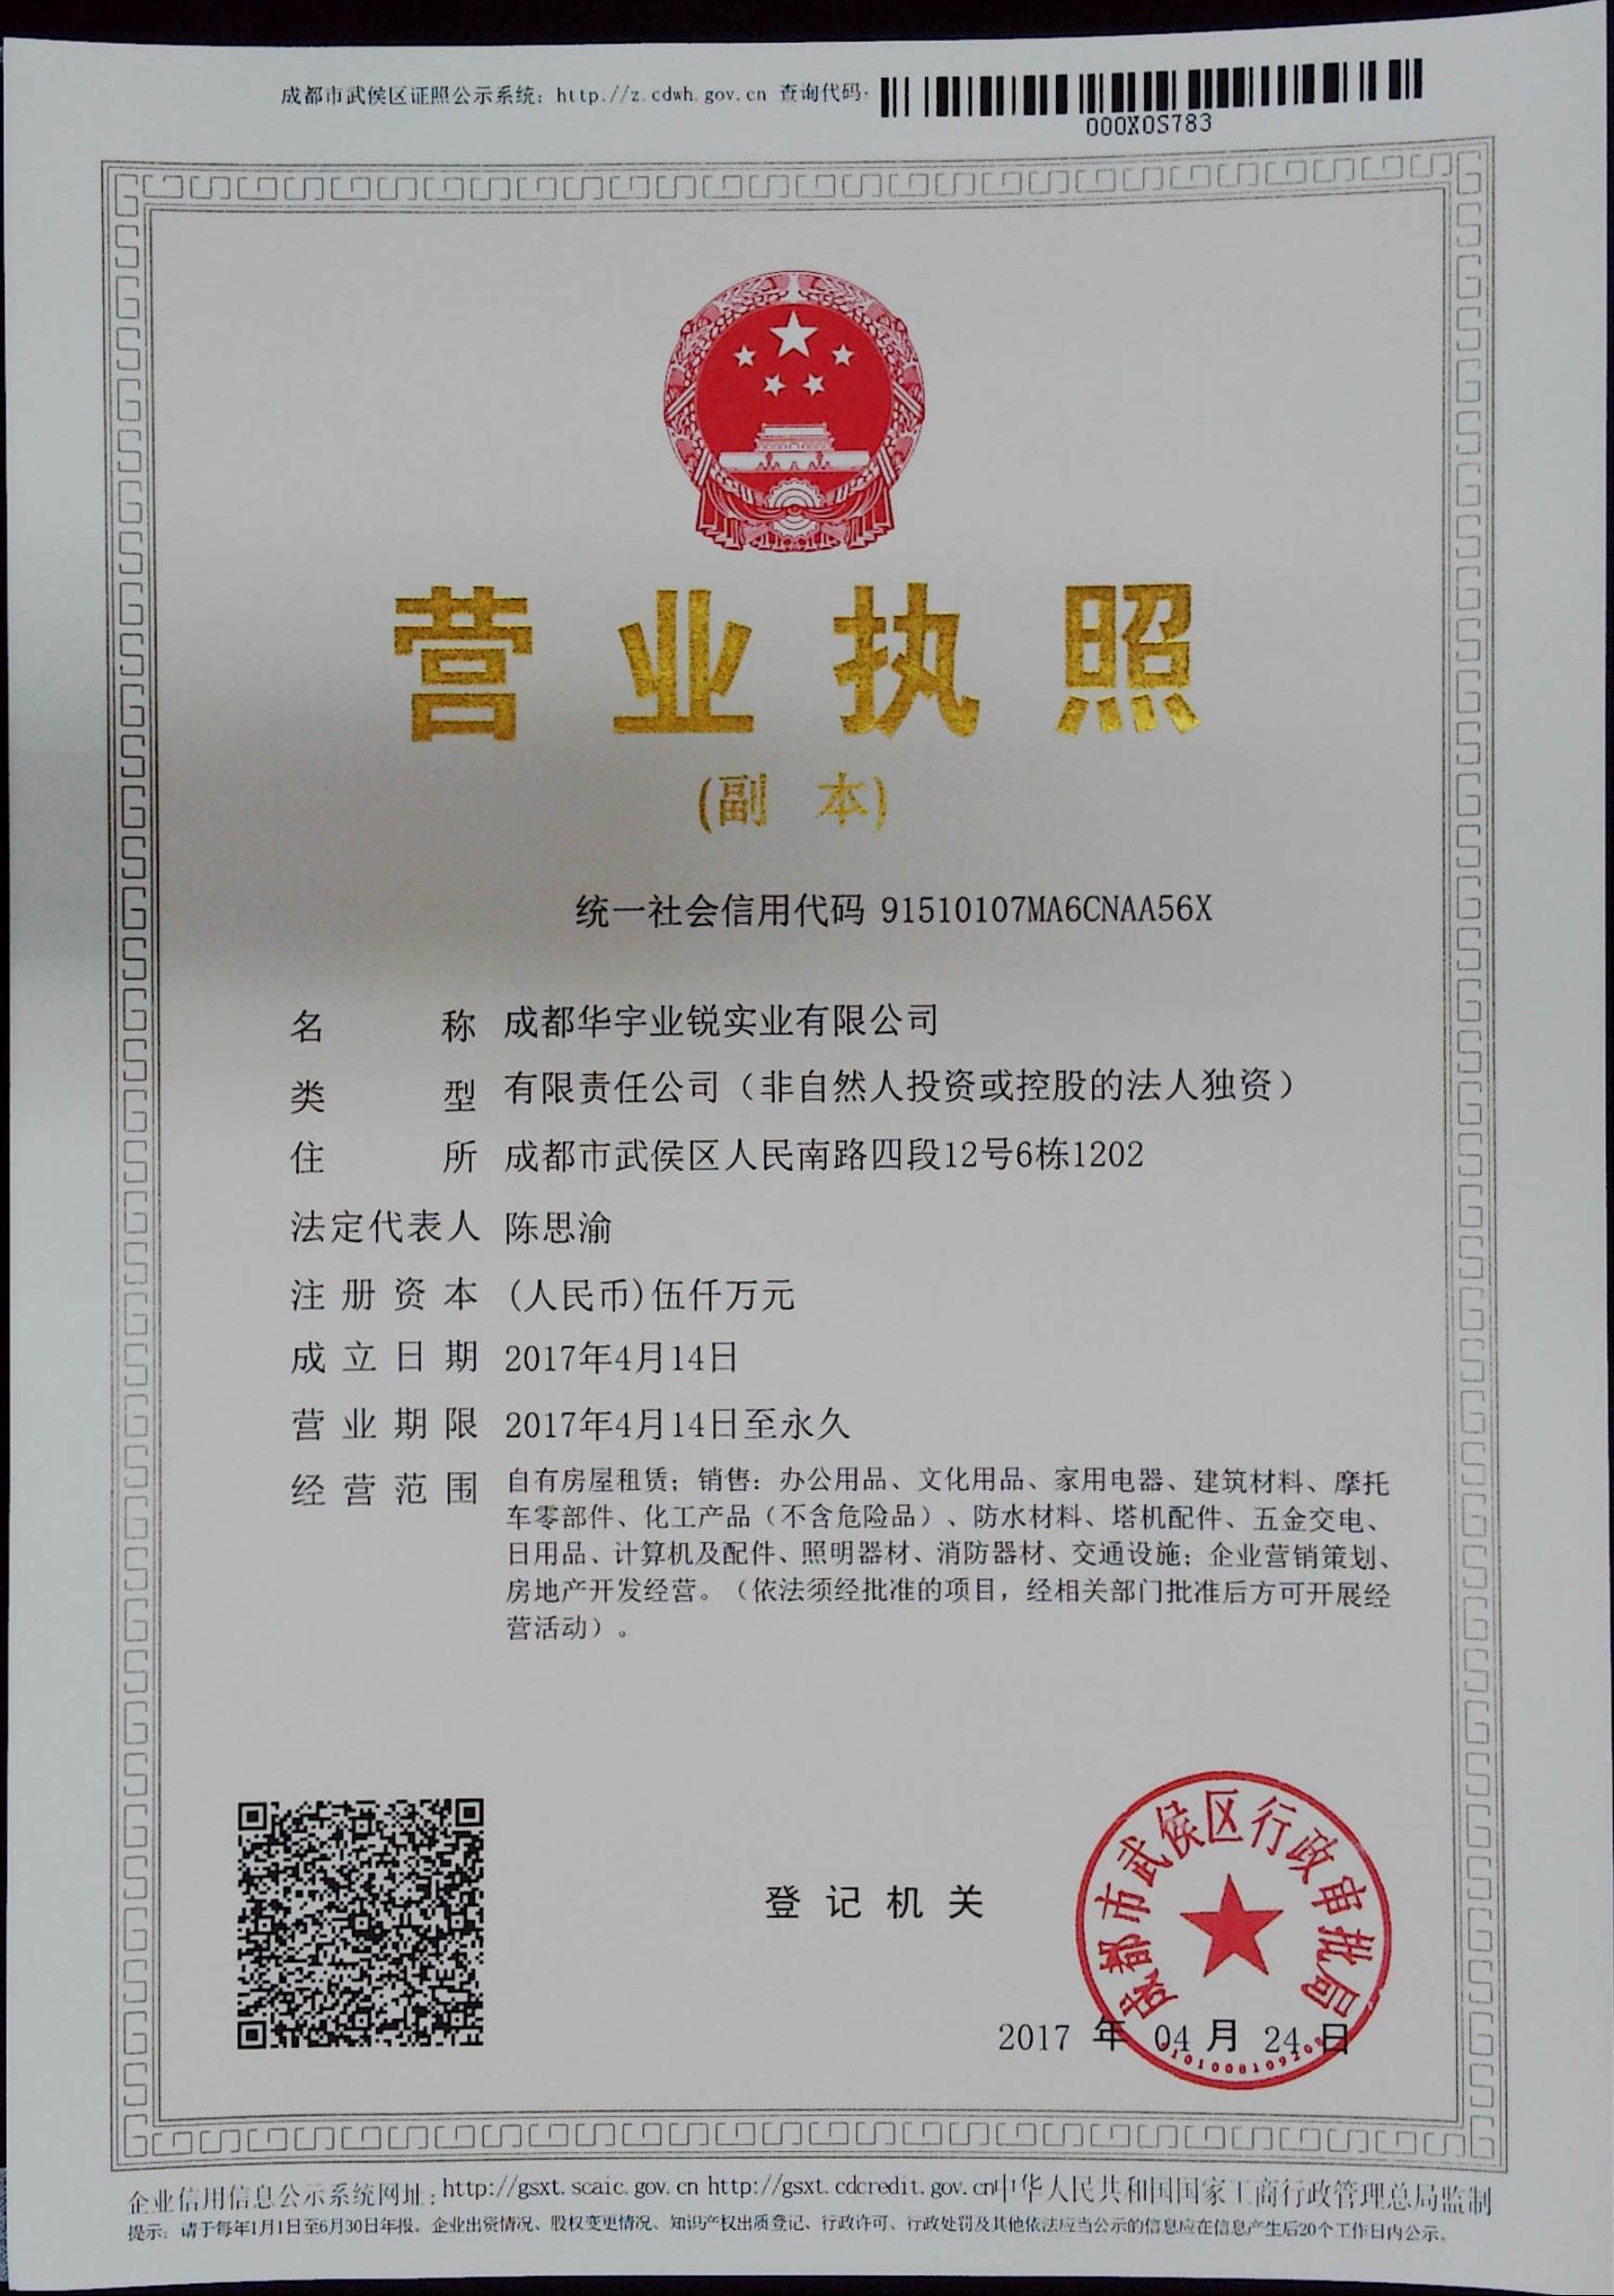 成都市武侯区证照公示系统：http://z.cdwh.gov.cn 查询代码：
000X0S783
营业执照
(副 本)
统一社会信用代码 91510107MA6CNAA56X
名 称 成都华宇业锐实业有限公司
类 型 有限责任公司（非自然人投资或控股的法人独资）
住 所 成都市武侯区人民南路四段12号6栋1202
法定代表人 陈思渝
注册资本 (人民币)伍仟万元
成立日期 2017年4月14日
营业期限 2017年4月14日至永久
经营范围 自有房屋租赁；销售：办公用品、文化用品、家用电器、建筑材料、摩托
车零部件、化工产品（不含危险品）、防水材料、塔机配件、五金交电、
日用品、计算机及配件、照明器材、消防器材、交通设施；企业营销策划、
房地产开发经营。（依法须经批准的项目，经相关部门批准后方可开展经
营活动）。
成都市武侯区行政审批局
登记机关
2017 年 04 月 24 日
企业信用信息公示系统网址：http://gsxt.scaic.gov.cn http://gsxt.cdcredit.gov.cn中华人民共和国国家工商行政管理总局监制
提示：请于每年1月1日至6月30日年报。企业出资情况、股权变更情况、知识产权出质登记、行政许可、行政处罚及其他依法应当公示的信息应在信息产生后20个工作日内公示。